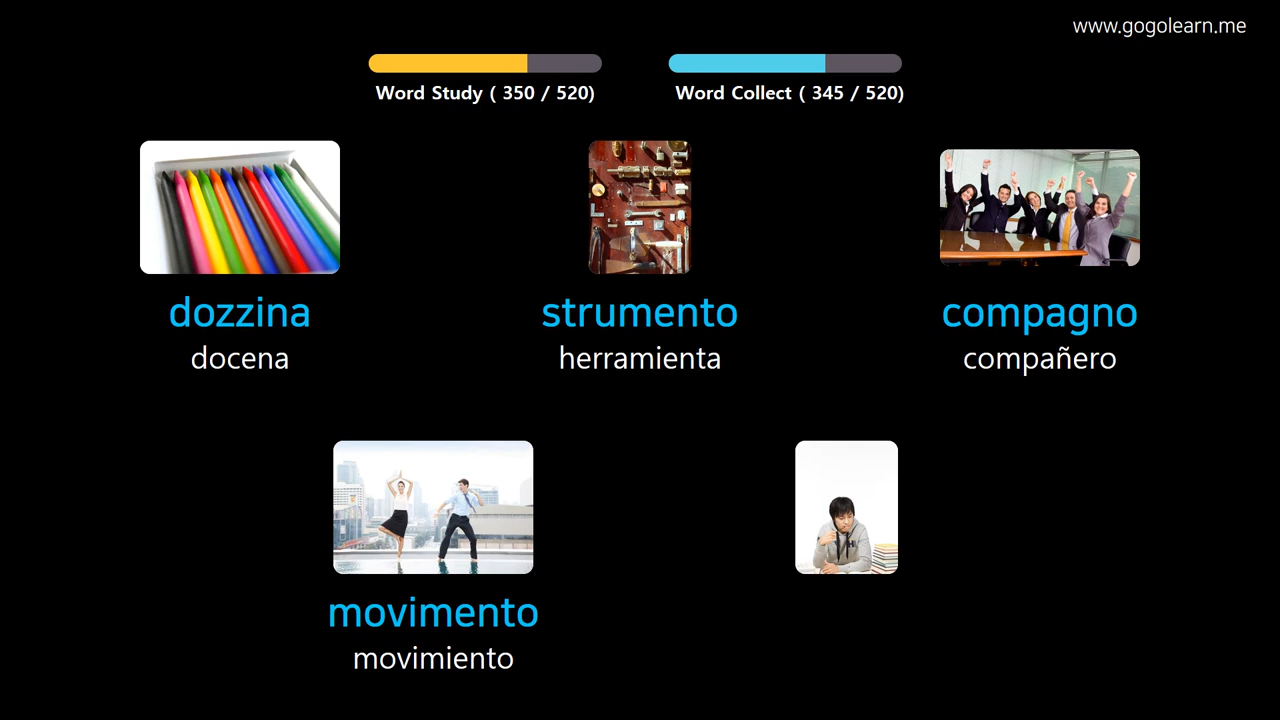 www.gogolearn.me
Word Study ( 350 / 520)
Word Collect ( 345 / 520)
dozzina
strumento
compagno
docena
herramienta
compañero
movimento
movimiento